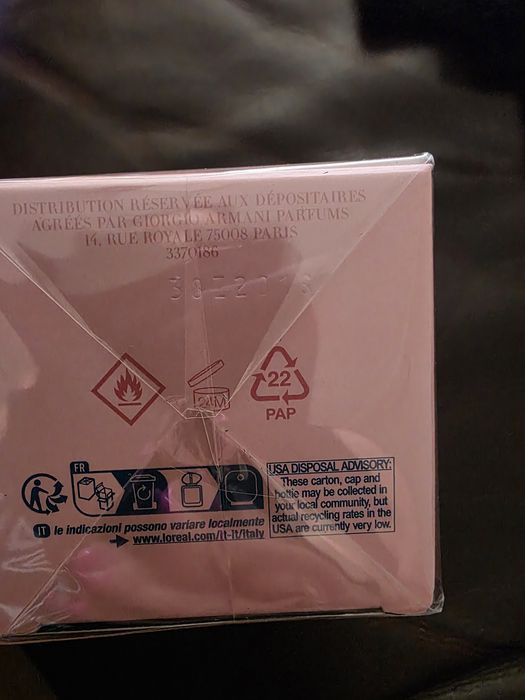 DISTRIBUTION RÉSERVÉE AUX DÉPOSITAIRES
AGRÉÉS PAR GIORGIO ARMANI PARFUMS
14, RUE ROYALE 75008 PARIS
3370186
24M
22
PAP
FR
USA DISPOSAL ADVISORY:
These carton, cap and
bottle may be collected in
your local community, but
actual recycling rates in the
USA are currently very low.
IT le indicazioni possono variare localmente
www.loreal.com/it-it/italy